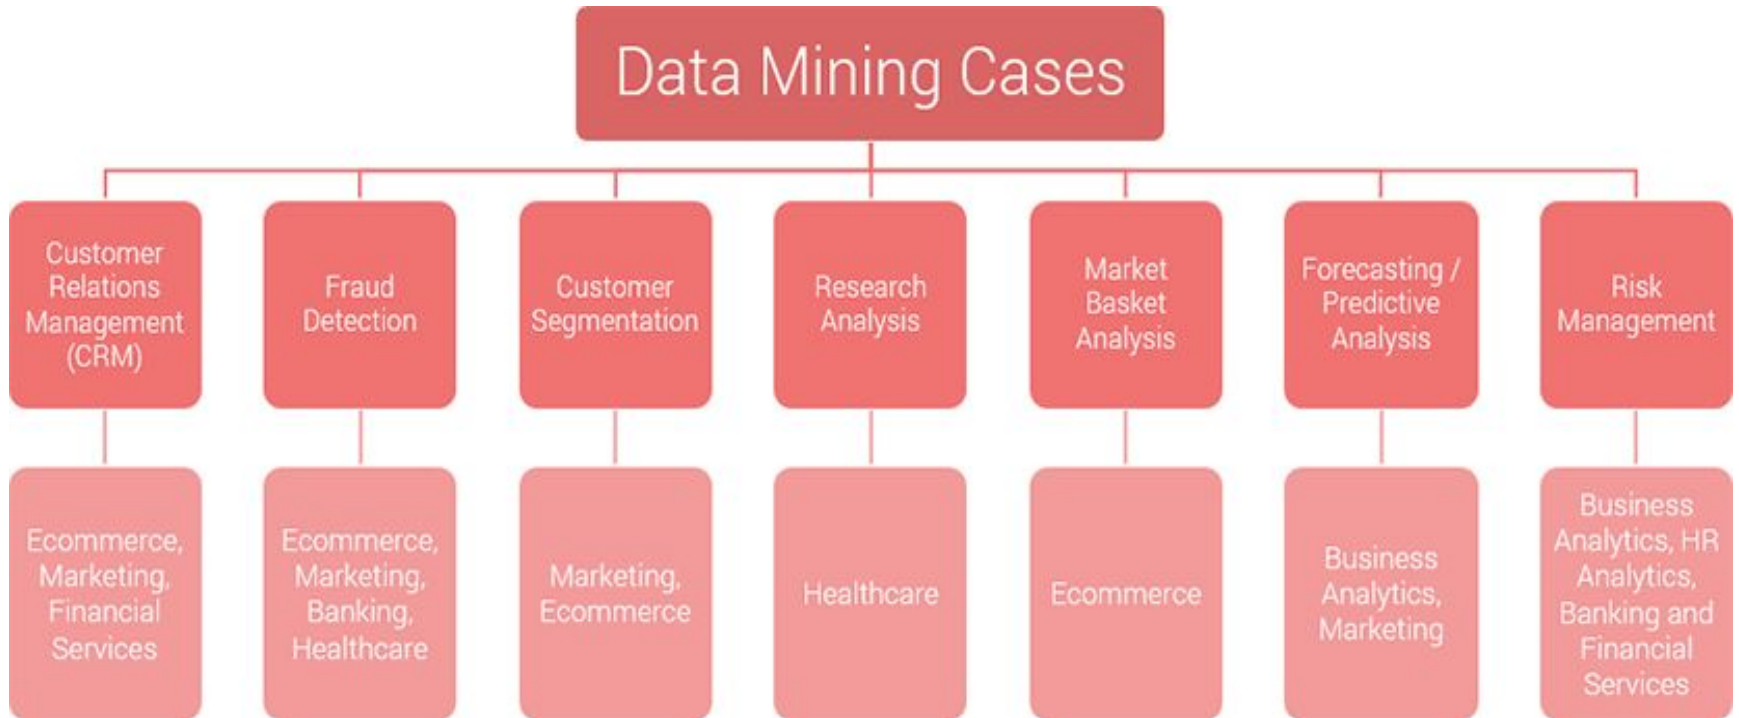 Data Mining Cases
Customer
Relations
Management
(CRM)
Fraud
Detection
Customer
Segmentation
Research
Analysis
Market
Basket
Analysis
Forecasting /
Predictive
Analysis
Risk
Management
Ecommerce,
Marketing,
Financial
Services
Ecommerce,
Marketing,
Banking,
Healthcare
Marketing,
Ecommerce
Healthcare
Ecommerce
Business
Analytics,
Marketing
Business
Analytics, HR
Analytics,
Banking and
Financial
Services